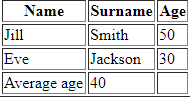 Name Surname Age
Jill Smith 50
Eve Jackson 30
Average age 40